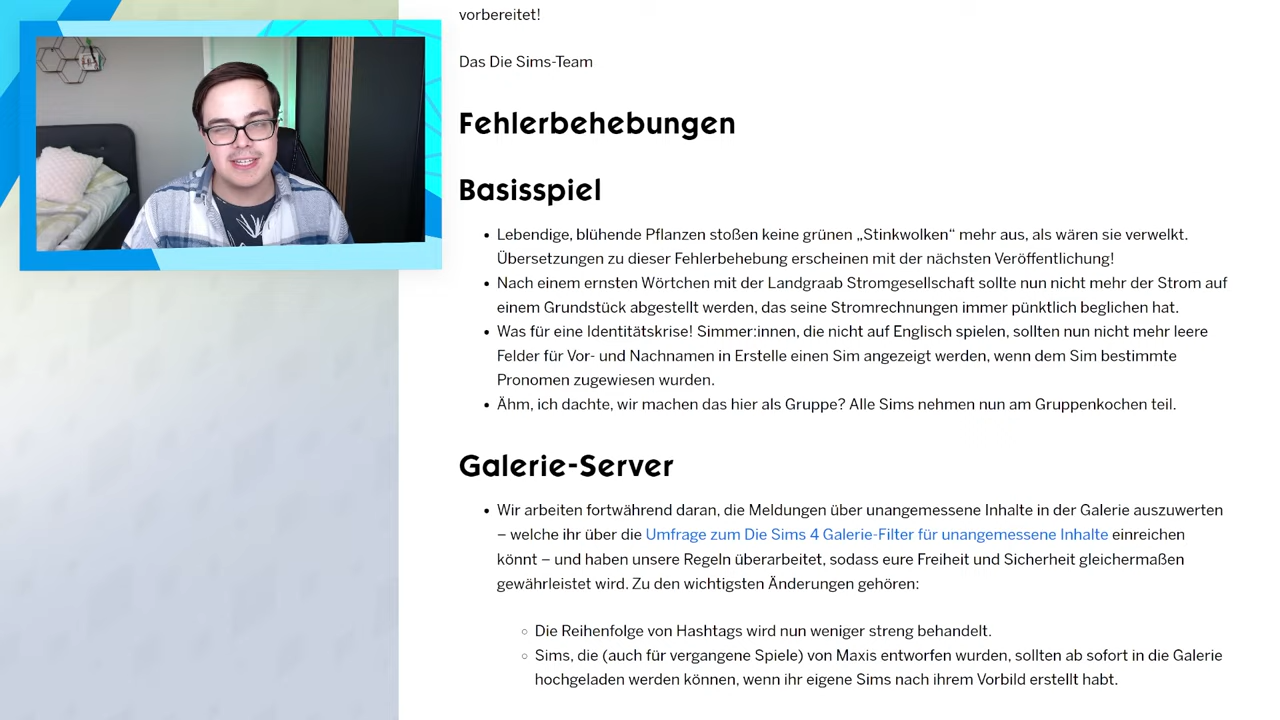 vorbereitet!
Das Die Sims-Team
Fehlerbehebungen
Basisspiel
• Lebendige, blühende Pflanzen stoßen keine grünen „Stinkwolken“ mehr aus, als wären sie verwelkt.
Übersetzungen zu dieser Fehlerbehebung erscheinen mit der nächsten Veröffentlichung!
• Nach einem ernsten Wörtchen mit der Landgraab Stromgesellschaft sollte nun nicht mehr der Strom auf
einem Grundstück abgestellt werden, das seine Stromrechnungen immer pünktlich beglichen hat.
• Was für eine Identitätskrise! Simmer:innen, die nicht auf Englisch spielen, sollten nun nicht mehr leere
Felder für Vor- und Nachnamen in Erstelle einen Sim angezeigt werden, wenn dem Sim bestimmte
Pronomen zugewiesen wurden.
• Ähm, ich dachte, wir machen das hier als Gruppe? Alle Sims nehmen nun am Gruppenkochen teil.
Galerie-Server
• Wir arbeiten fortwährend daran, die Meldungen über unangemessene Inhalte in der Galerie auszuwerten
– welche ihr über die Umfrage zum Die Sims 4 Galerie-Filter für unangemessene Inhalte einreichen
könnt – und haben unsere Regeln überarbeitet, sodass eure Freiheit und Sicherheit gleichermaßen
gewährleistet wird. Zu den wichtigsten Änderungen gehören:
○ Die Reihenfolge von Hashtags wird nun weniger streng behandelt.
○ Sims, die (auch für vergangene Spiele) von Maxis entworfen wurden, sollten ab sofort in die Galerie
hochgeladen werden können, wenn ihr eigene Sims nach ihrem Vorbild erstellt habt.